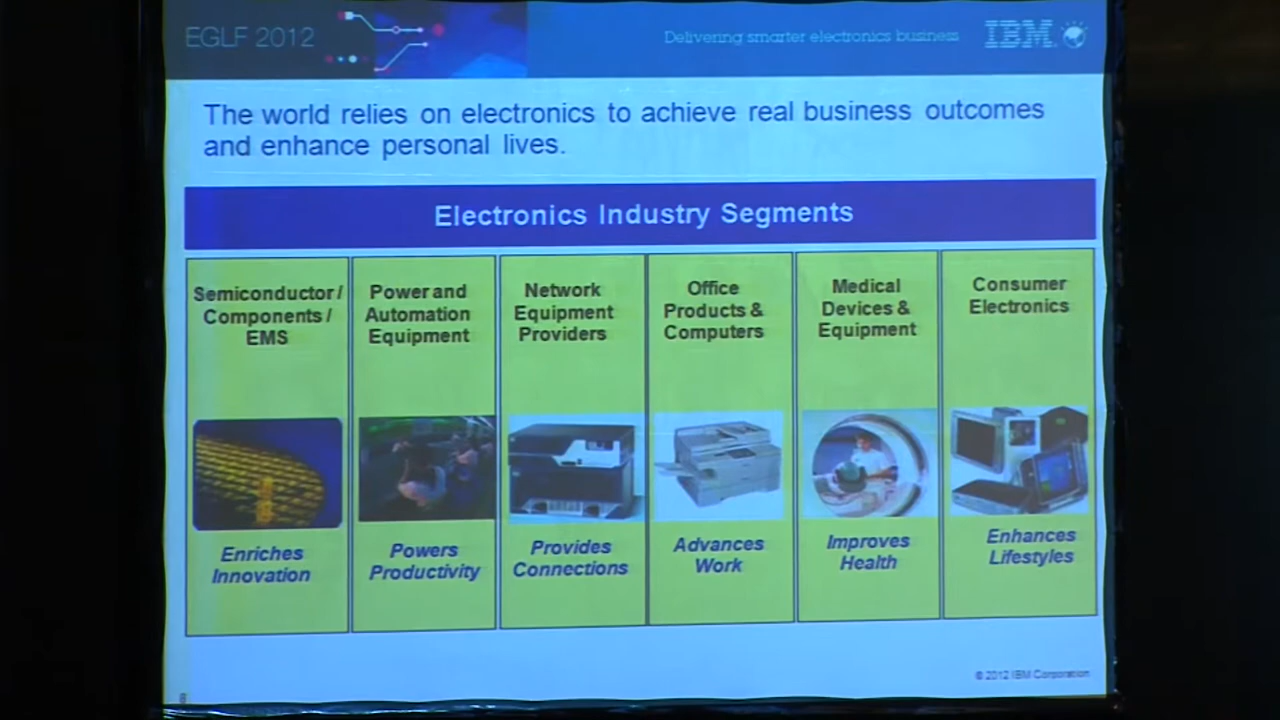 EGLF 2012
Delivering smarter electronics business
IBM
The world relies on electronics to achieve real business outcomes
and enhance personal lives.
Electronics Industry Segments
Semiconductor /
Components /
EMS
Enriches
Innovation
Power and
Automation
Equipment
Powers
Productivity
Network
Equipment
Providers
Provides
Connections
Office
Products &
Computers
Advances
Work
Medical
Devices &
Equipment
Improves
Health
Consumer
Electronics
Enhances
Lifestyles
8
© 2012 IBM Corporation